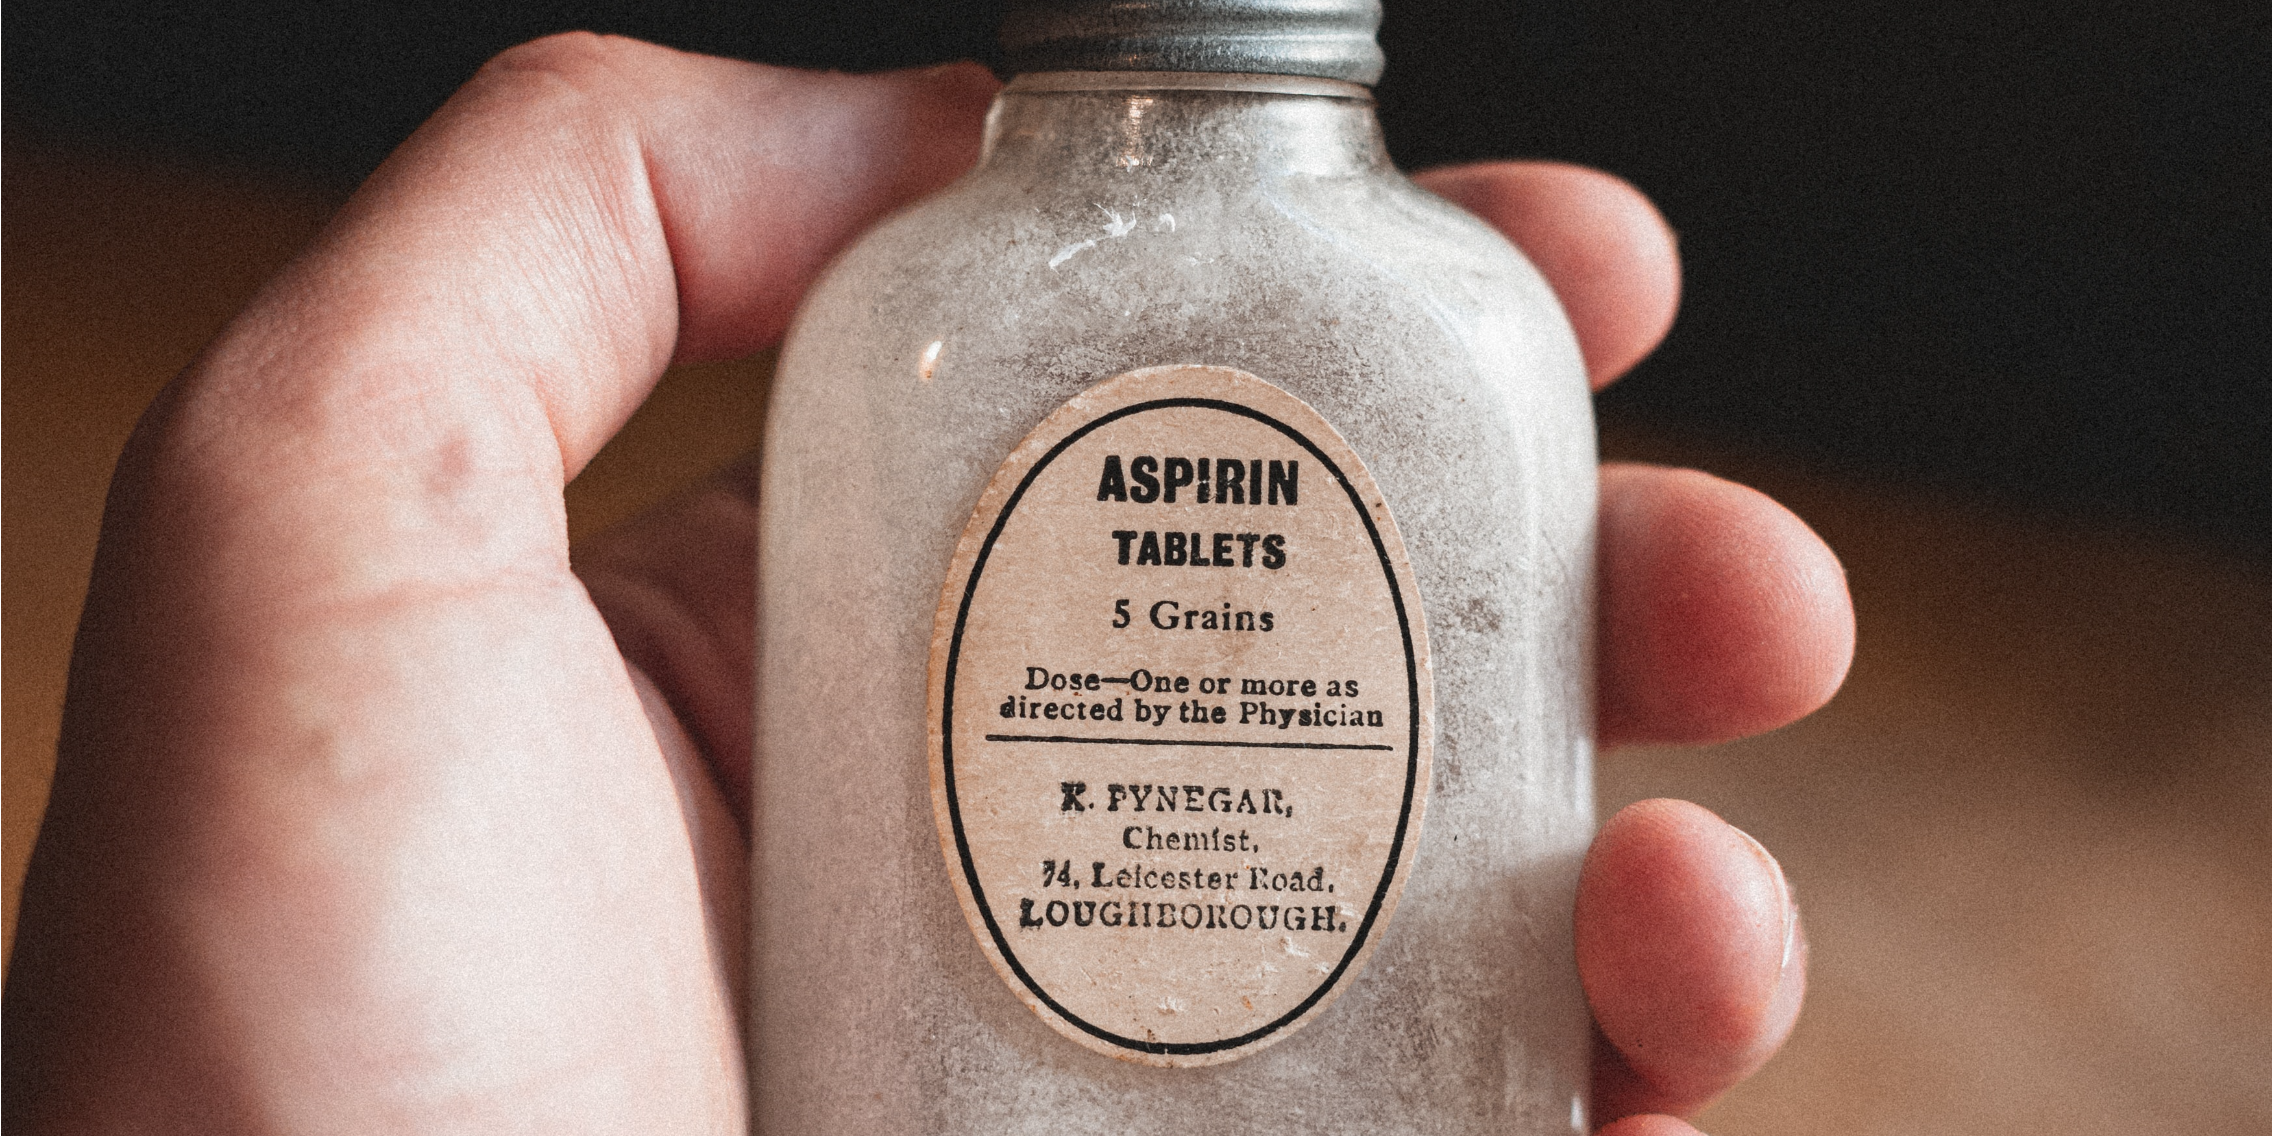 ASPIRIN
TABLETS
5 Grains
Dose—One or more as
directed by the Physician
K. PYNEGAR,
Chemist,
74, Leicester Road,
LOUGHBOROUGH.